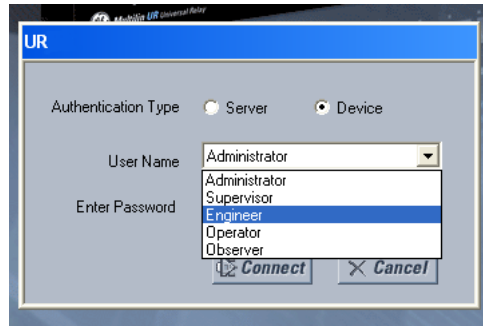 Multilin UR Universal Relay
UR
Authentication Type Server Device
User Name Administrator
Administrator
Supervisor
Enter Password
Engineer
Operator
Observer
Connect Cancel